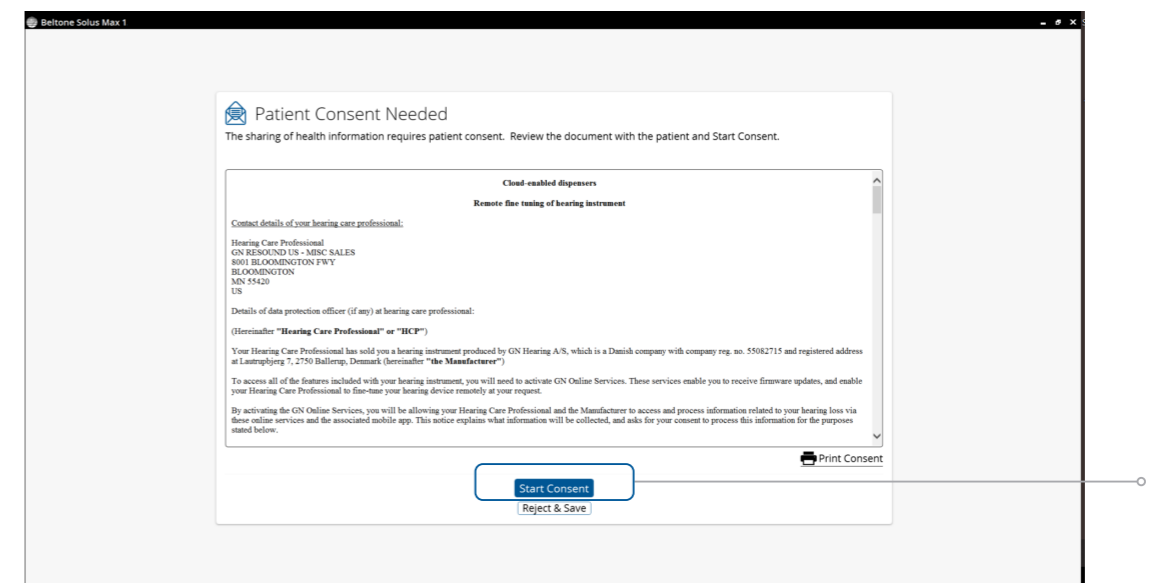 Beltone Solus Max 1
Patient Consent Needed
The sharing of health information requires patient consent. Review the document with the patient and Start Consent.
Cloud-enabled dispensers
Remote fine tuning of hearing instrument
Contact details of your hearing care professional:
Hearing Care Professional
GN RESOUND US - MISC SALES
8001 BLOOMINGTON FWY
BLOOMINGTON
MN 55420
US
Details of data protection officer (if any) at hearing care professional:
(Hereinafter "Hearing Care Professional" or "HCP")
Your Hearing Care Professional has sold you a hearing instrument produced by GN Hearing A/S, which is a Danish company with company reg. no. 55082715 and registered address
at Lautrupbjerg 7, 2750 Ballerup, Denmark (hereinafter "the Manufacturer")
To access all of the features included with your hearing instrument, you will need to activate GN Online Services. These services enable you to receive firmware updates, and enable
your Hearing Care Professional to fine-tune your hearing device remotely at your request.
By activating the GN Online Services, you will be allowing your Hearing Care Professional and the Manufacturer to access and process information related to your hearing loss via
these online services and the associated mobile app. This notice explains what information will be collected, and asks for your consent to process this information for the purposes
stated below.
Print Consent
Start Consent
Reject & Save